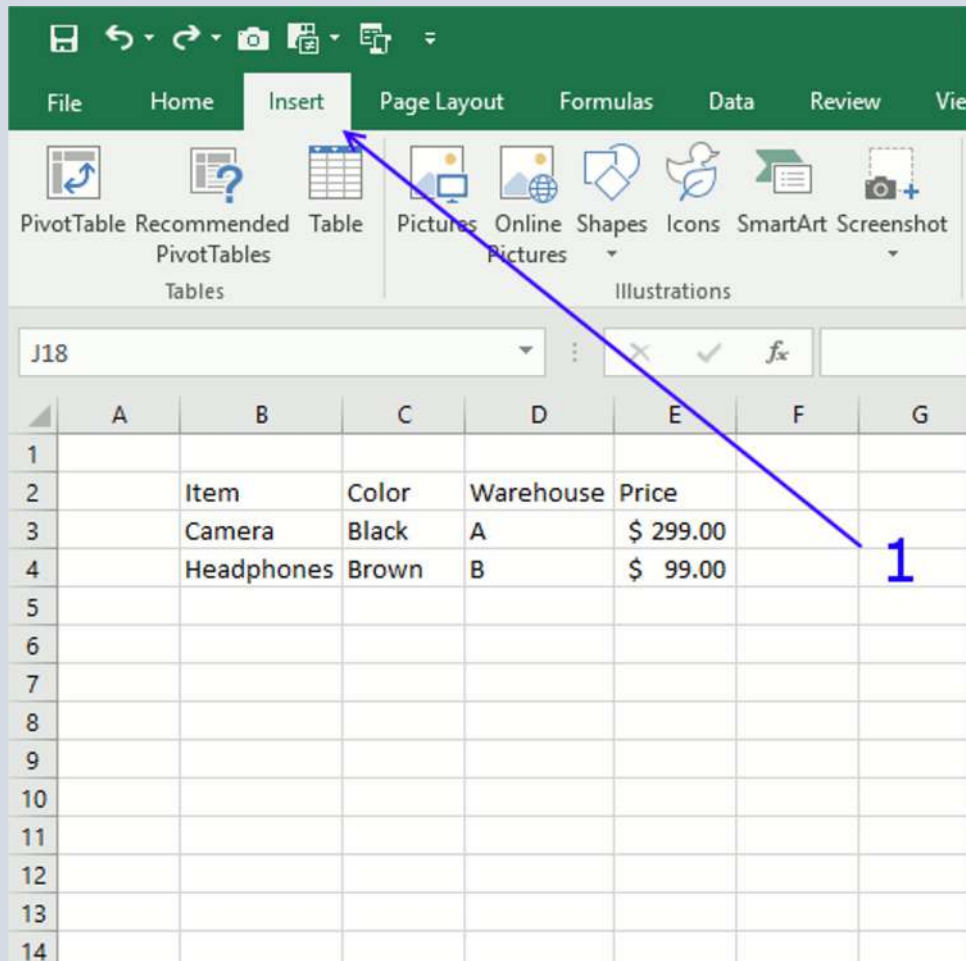 File Home Insert Page Layout Formulas Data Review Vie
PivotTable Recommended PivotTables Table Pictures Online Pictures Shapes Icons SmartArt Screenshot
Tables Illustrations
J18 fx
A B C D E F G
1
2 Item Color Warehouse Price
3 Camera Black A $ 299.00
4 Headphones Brown B $ 99.00
1
5
6
7
8
9
10
11
12
13
14